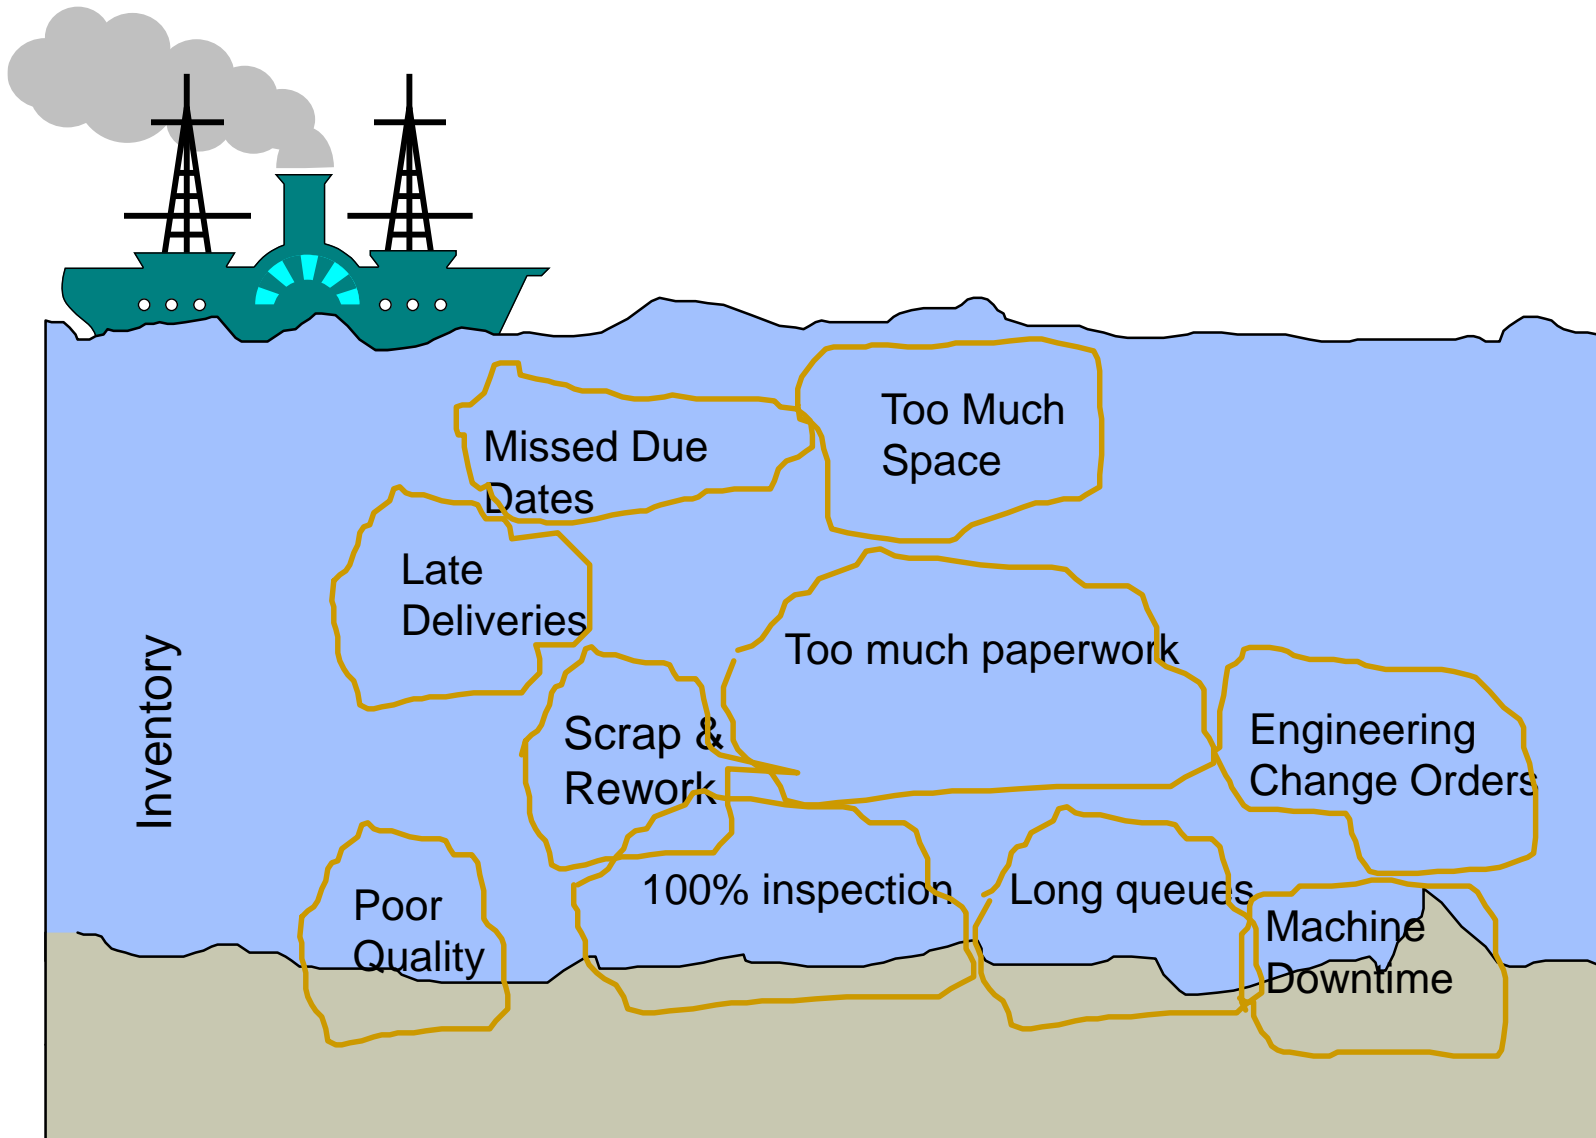 Too Much
Space
Missed Due
Dates
Late
Deliveries
Too much paperwork
Inventory
Scrap &
Rework
Engineering
Change Orders
Poor
Quality
100% inspection
Long queues
Machine
Downtime